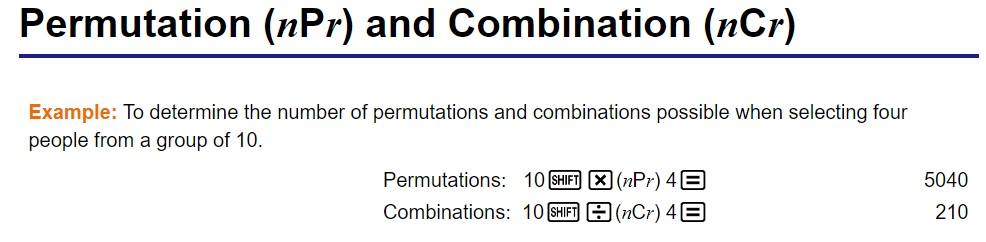 Permutation (nPr) and Combination (nCr)
Example: To determine the number of permutations and combinations possible when selecting four
people from a group of 10.
Permutations: 10 SHIFT × (nPr) 4 = 5040
Combinations: 10 SHIFT ÷ (nCr) 4 = 210